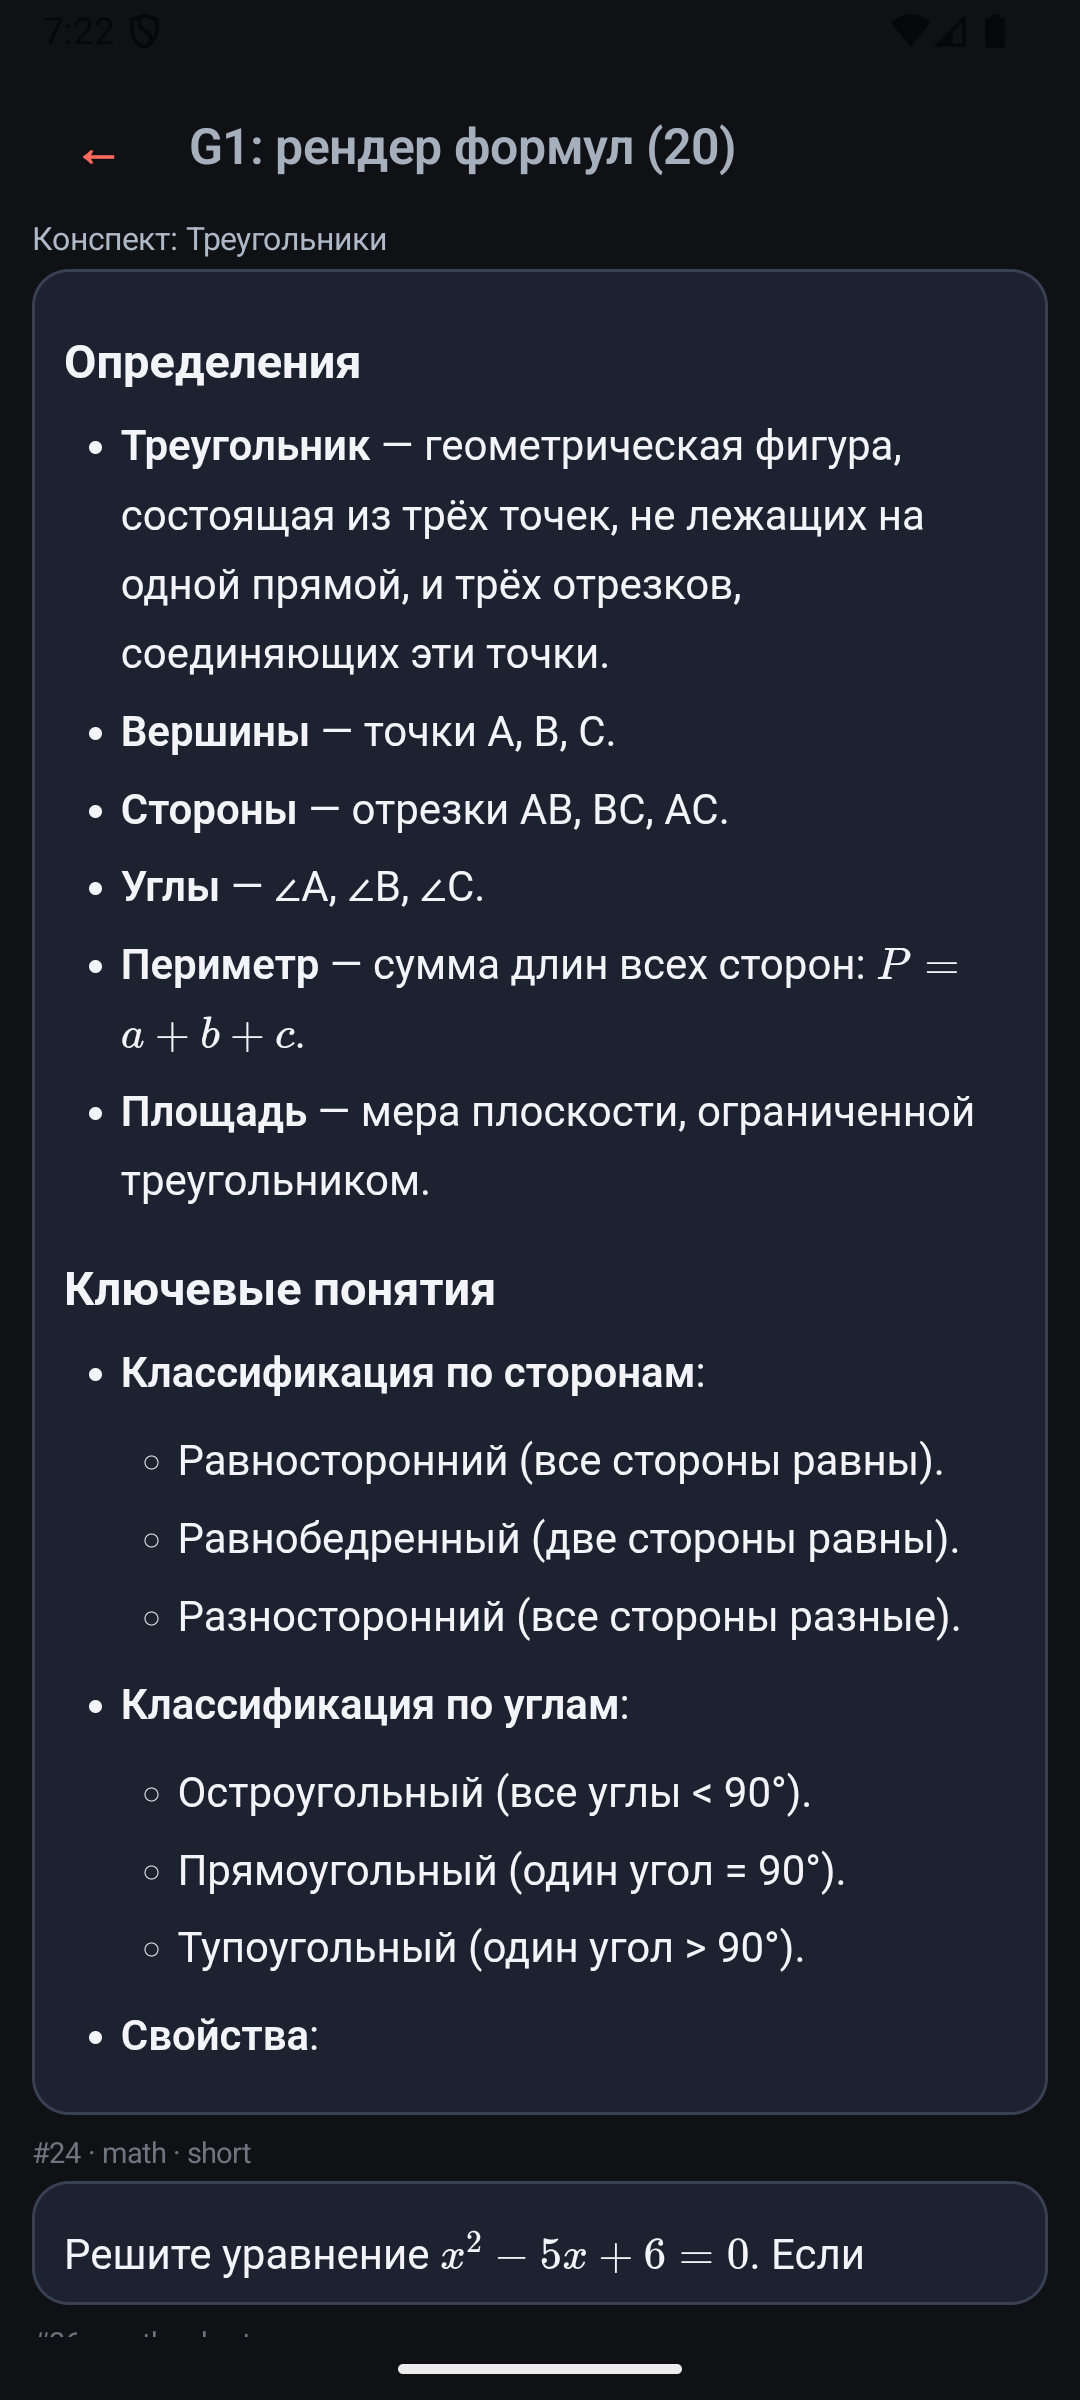 7:22
← G1: рендер формул (20)
Конспект: Треугольники
Определения
• Треугольник — геометрическая фигура,
состоящая из трёх точек, не лежащих на
одной прямой, и трёх отрезков,
соединяющих эти точки.
• Вершины — точки A, B, C.
• Стороны — отрезки AB, BC, AC.
• Углы — ∠A, ∠B, ∠C.
• Периметр — сумма длин всех сторон: P =
a + b + c.
• Площадь — мера плоскости, ограниченной
треугольником.
Ключевые понятия
• Классификация по сторонам:
◦ Равносторонний (все стороны равны).
◦ Равнобедренный (две стороны равны).
◦ Разносторонний (все стороны разные).
• Классификация по углам:
◦ Остроугольный (все углы < 90°).
◦ Прямоугольный (один угол = 90°).
◦ Тупоугольный (один угол > 90°).
• Свойства:
#24 · math · short
Решите уравнение x² − 5x + 6 = 0. Если